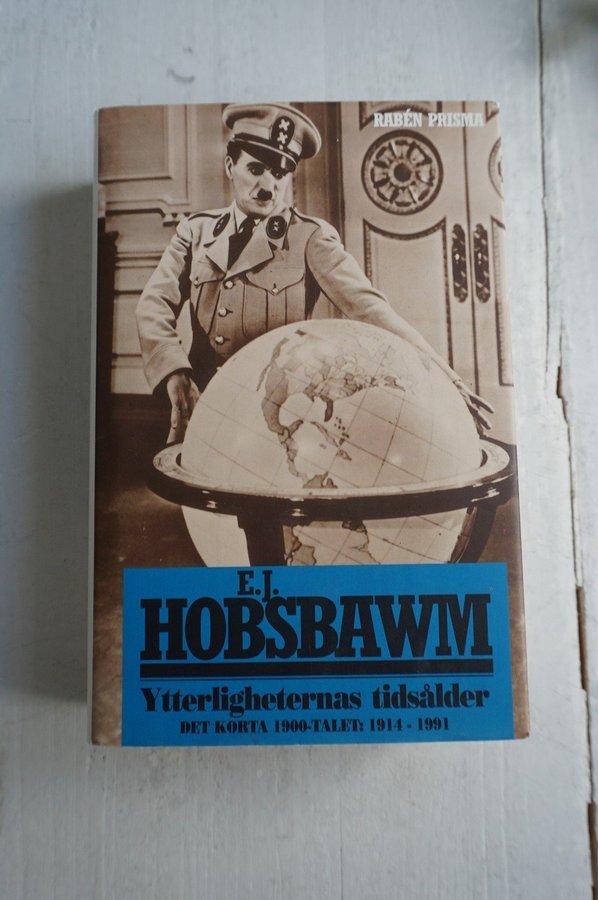 RABÉN PRISMA
E.J.
HOBSBAWM
Ytterligheternas tidsålder
DET KORTA 1900-TALET: 1914 - 1991